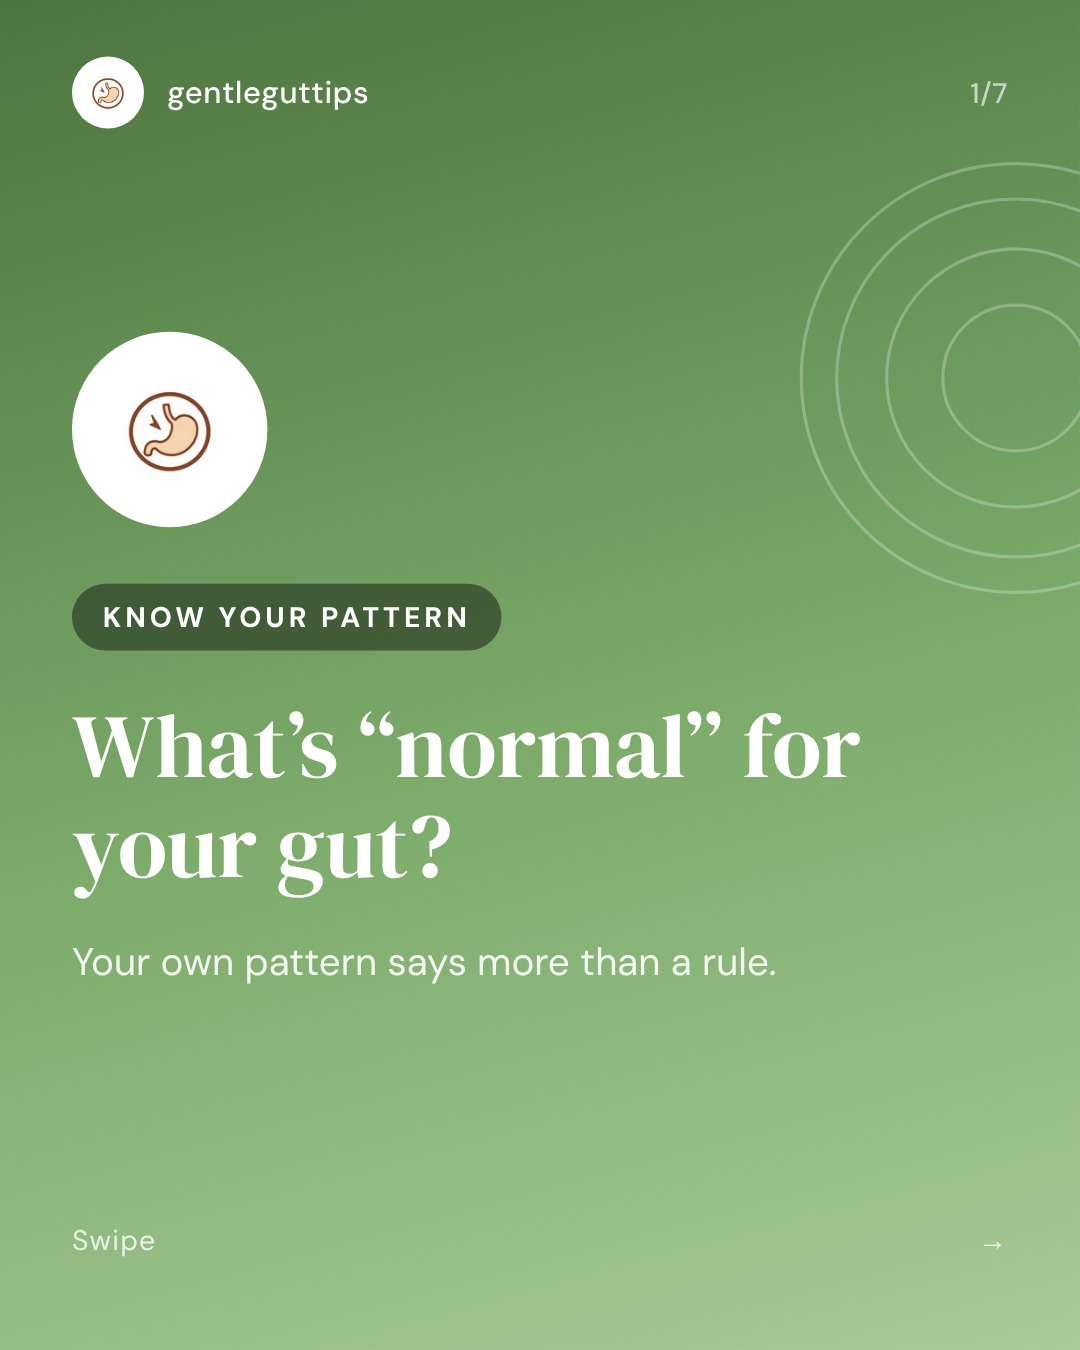 gentleguttips
1/7
KNOW YOUR PATTERN
What’s “normal” for
your gut?
Your own pattern says more than a rule.
Swipe
→